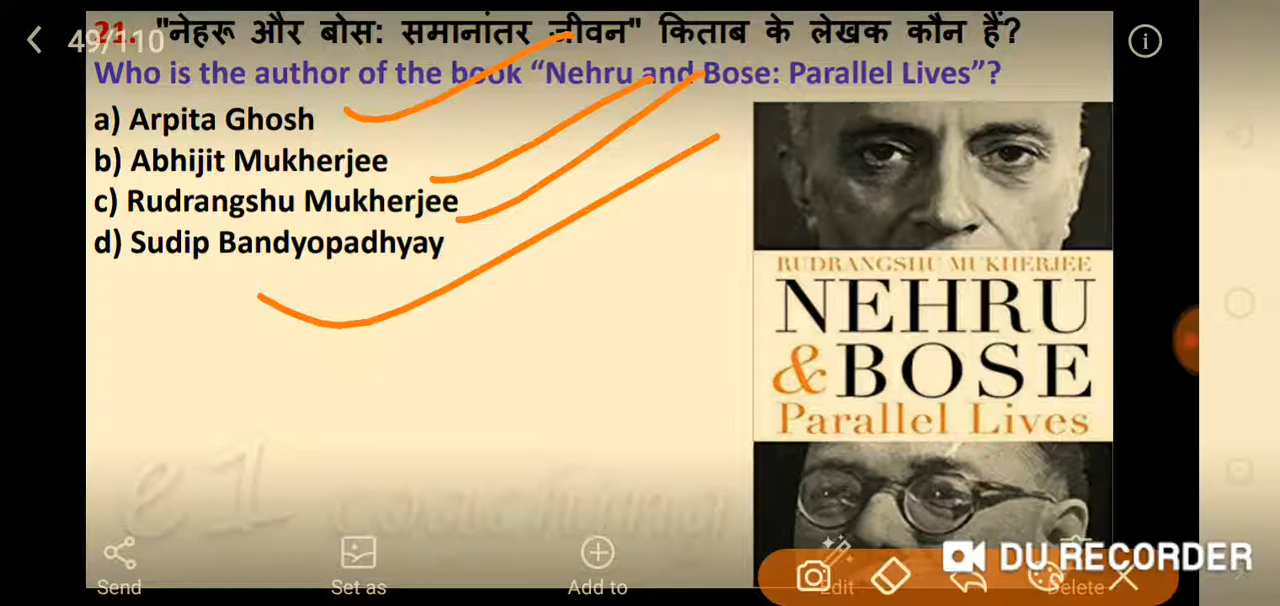 49/110
21. "नेहरू और बोस: समानांतर जीवन" किताब के लेखक कौन हैं?
Who is the author of the book “Nehru and Bose: Parallel Lives”?
a) Arpita Ghosh
b) Abhijit Mukherjee
c) Rudrangshu Mukherjee
d) Sudip Bandyopadhyay
RUDRANGSHU MUKHERJEE
NEHRU
& BOSE
Parallel Lives
DU RECORDER
Send Set as Add to Edit Delete